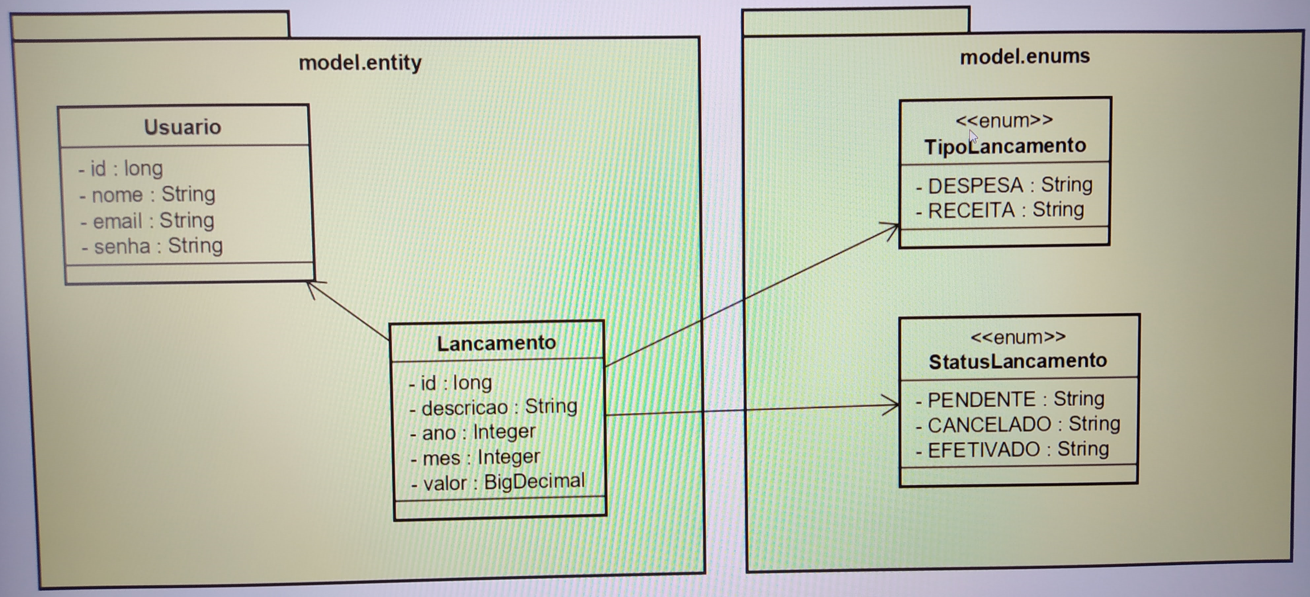 model.entity
Usuario
- id : long
- nome : String
- email : String
- senha : String
Lancamento
- id : long
- descricao : String
- ano : Integer
- mes : Integer
- valor : BigDecimal
model.enums
<<enum>>
TipoLancamento
- DESPESA : String
- RECEITA : String
<<enum>>
StatusLancamento
- PENDENTE : String
- CANCELADO : String
- EFETIVADO : String